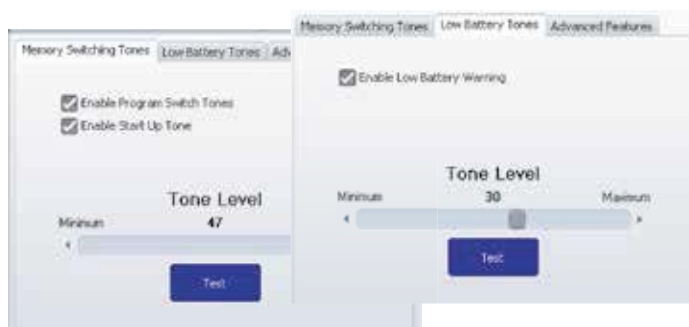 Memory Switching Tones Low Battery Tones Adv
Enable Program Switch Tones
Enable Start Up Tone
Tone Level
Minimum 47
Test
Memory Switching Tones Low Battery Tones Advanced Features
Enable Low Battery Warning
Tone Level
Minimum 30 Maximum
Test